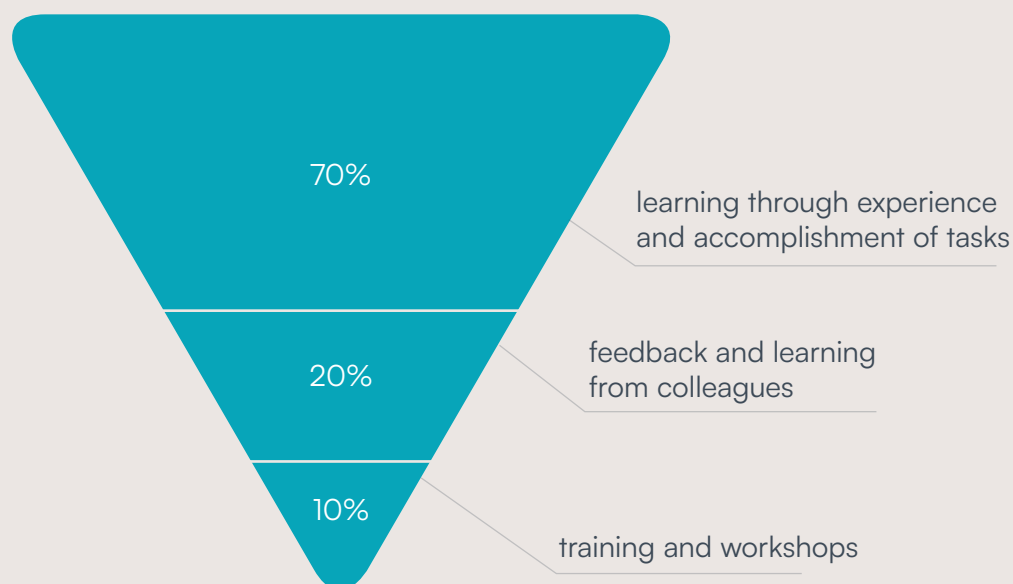 70%
learning through experience
and accomplishment of tasks
20%
feedback and learning
from colleagues
10%
training and workshops